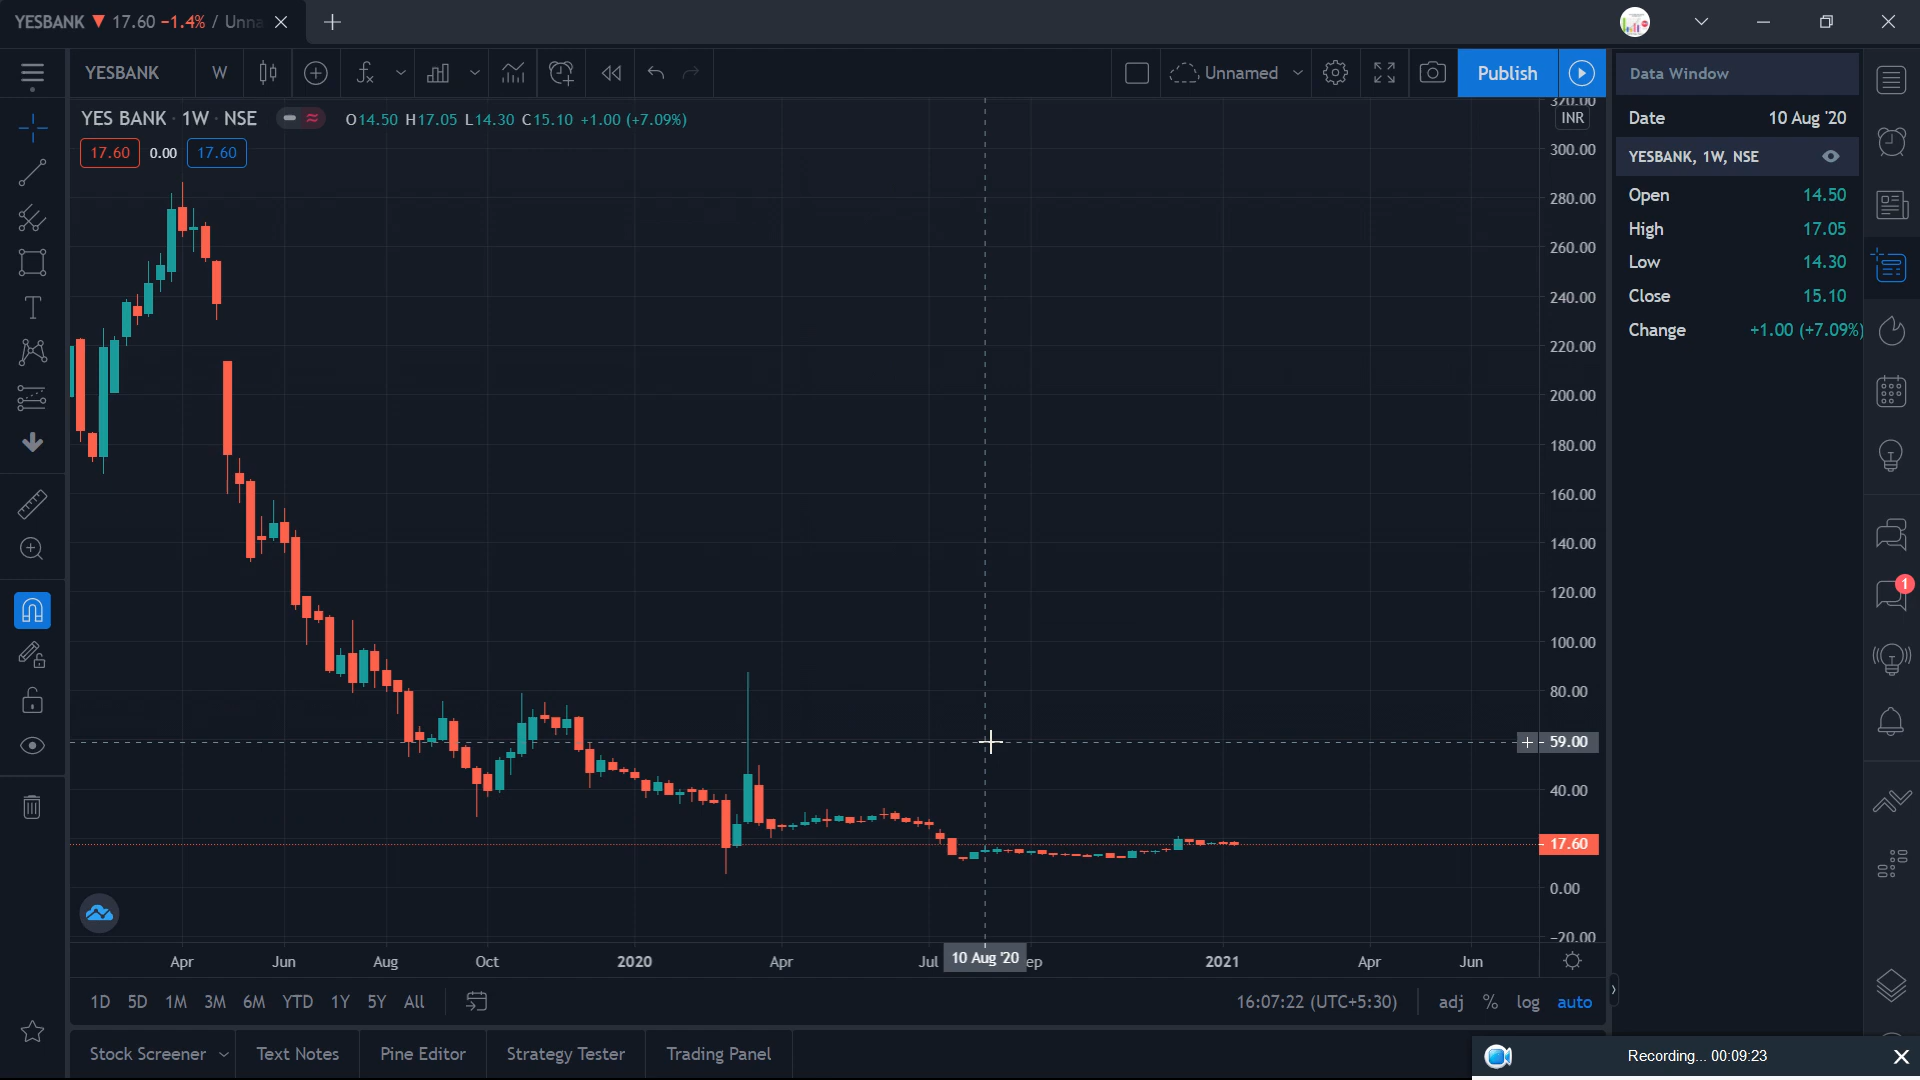 YESBANK ▼ 17.60 −1.4% / Unna
YESBANK W Unnamed Publish
YES BANK · 1W · NSE O14.50 H17.05 L14.30 C15.10 +1.00 (+7.09%)
17.60 0.00 17.60
320.00
INR
300.00
280.00
260.00
240.00
220.00
200.00
180.00
160.00
140.00
120.00
100.00
80.00
59.00
40.00
17.60
0.00
−20.00
Apr Jun Aug Oct 2020 Apr Jul 10 Aug '20 ep 2021 Apr Jun
1D 5D 1M 3M 6M YTD 1Y 5Y All 16:07:22 (UTC+5:30) adj % log auto
Stock Screener Text Notes Pine Editor Strategy Tester Trading Panel
Data Window
Date 10 Aug '20
YESBANK, 1W, NSE
Open 14.50
High 17.05
Low 14.30
Close 15.10
Change +1.00 (+7.09%)
1
Recording... 00:09:23